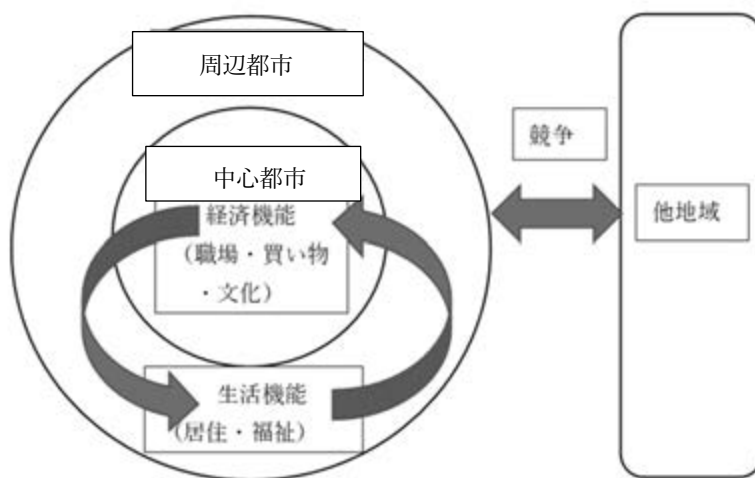 周辺都市
中心都市
経済機能
(職場・買い物
・文化)
生活機能
(居住・福祉)
競争
他地域